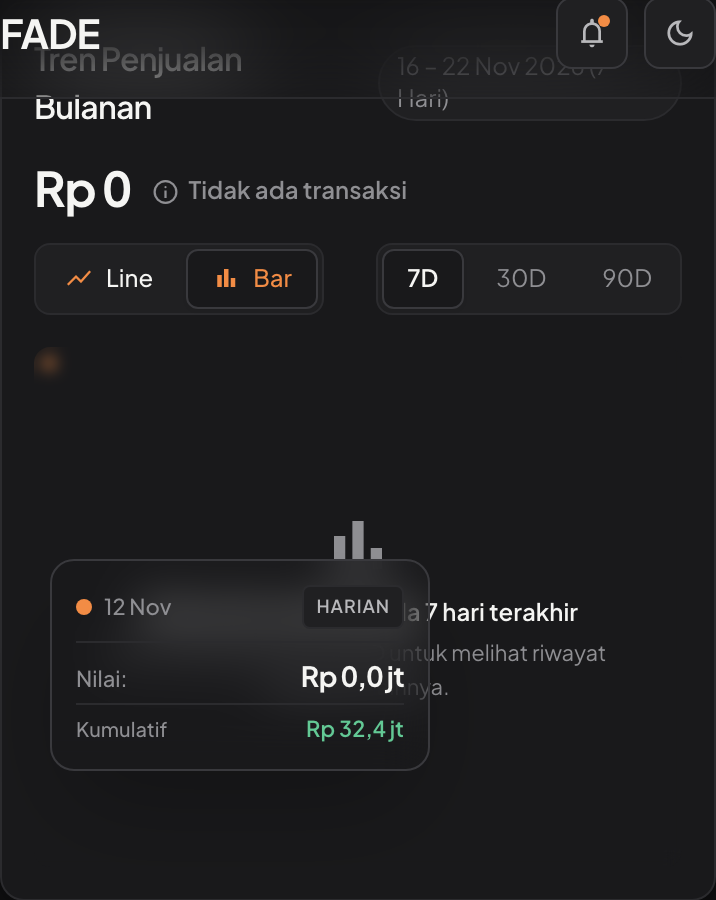 FADE
Tren Penjualan
Bulanan
16 – 22 Nov 2026 (7
Hari)
Rp 0
Tidak ada transaksi
Line
Bar
7D
30D
90D
12 Nov
HARIAN
7 hari terakhir
Nilai:
Rp 0,0 jt
untuk melihat riwayat
Kumulatif
Rp 32,4 jt